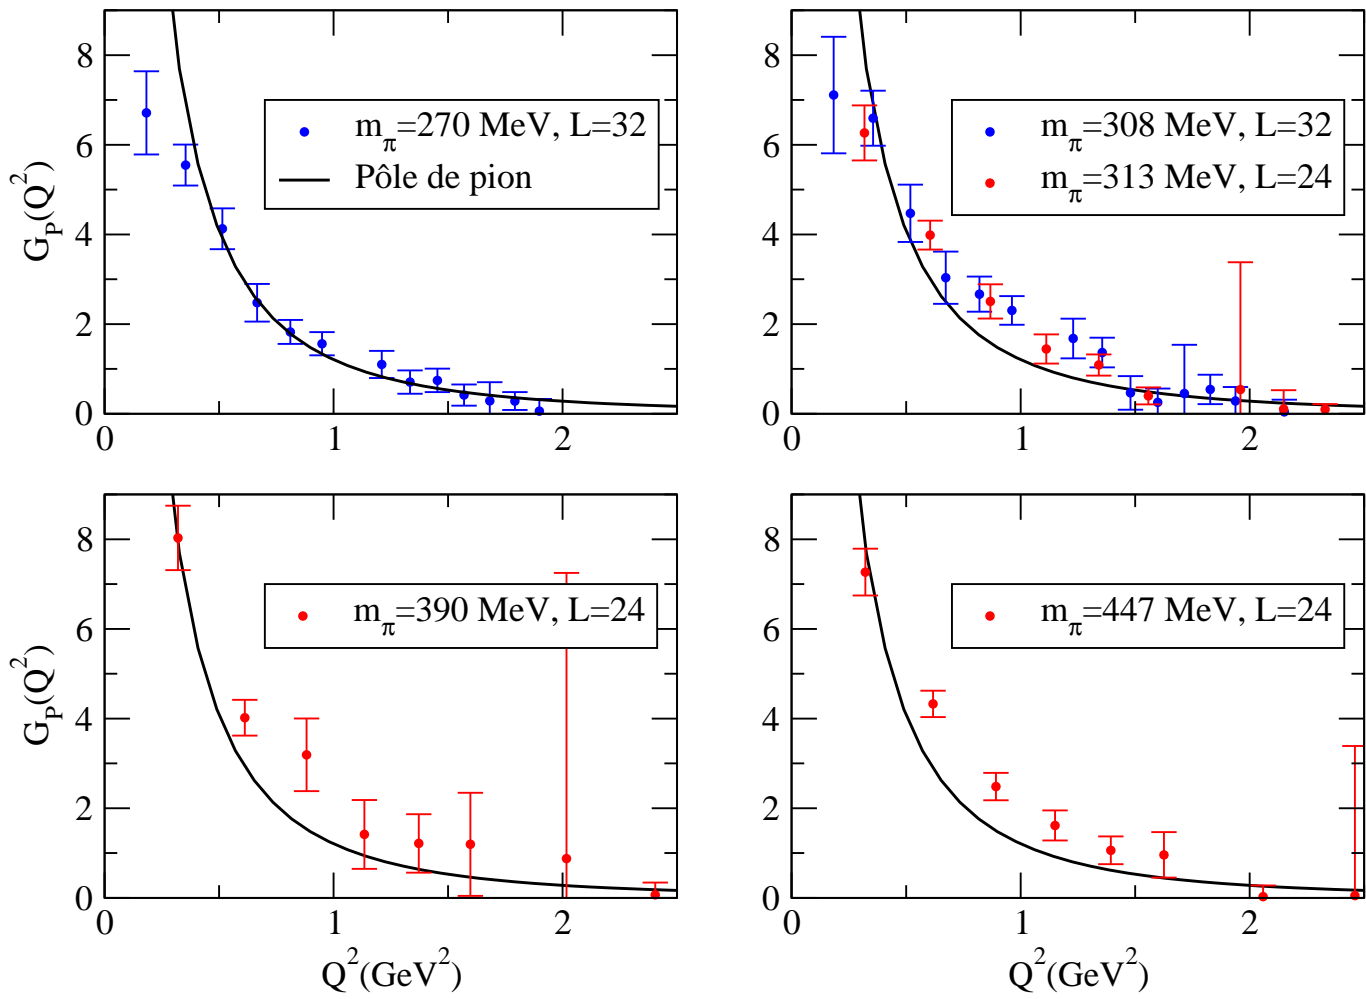 8
6
4
2
0
G_P(Q^2)
m_π=270 MeV, L=32
Pôle de pion
0 1 2
8
6
4
2
0
m_π=308 MeV, L=32
m_π=313 MeV, L=24
0 1 2
8
6
4
2
0
G_P(Q^2)
m_π=390 MeV, L=24
0 1 2
Q^2(GeV^2)
8
6
4
2
0
m_π=447 MeV, L=24
0 1 2
Q^2(GeV^2)